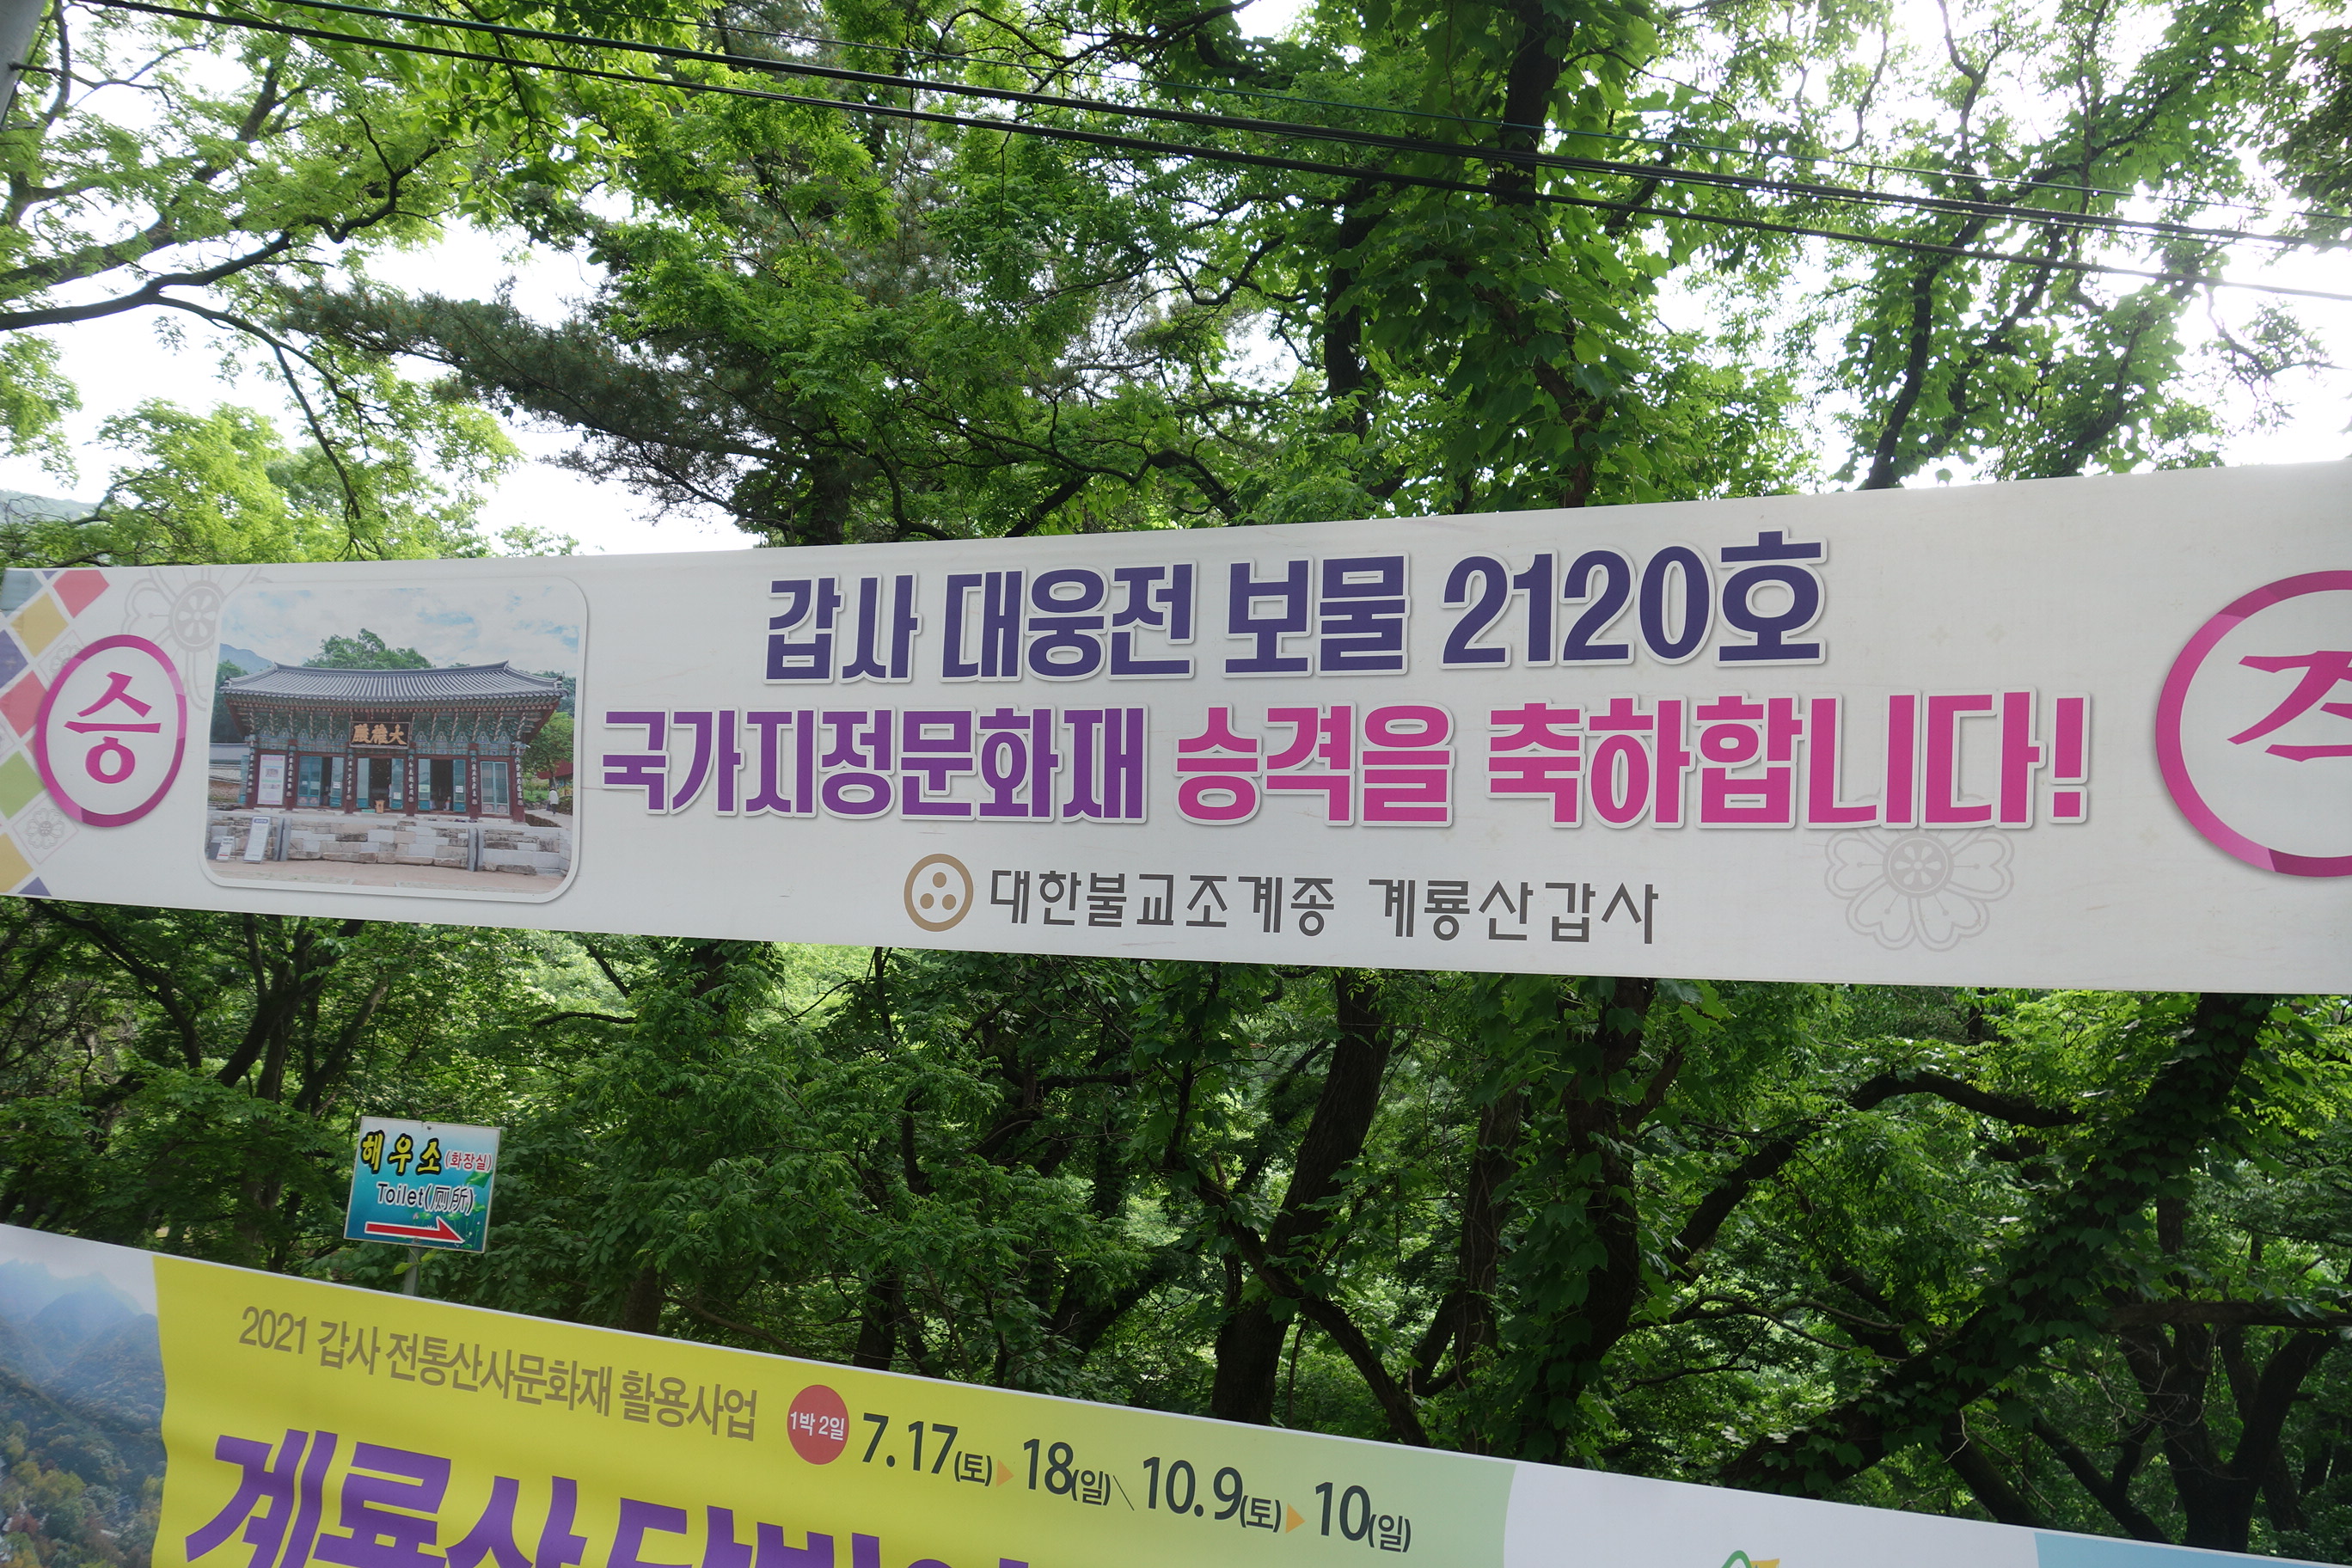 갑사 대웅전 보물 2120호
승
大雄殿
국가지정문화재 승격을 축하합니다!
대한불교조계종 계룡산갑사
해우소(화장실)
Toilet(厕所)
2021 갑사 전통산사문화재 활용사업
1박 2일 7.17(토) 18(일) \ 10.9(토) 10(일)
계룡산